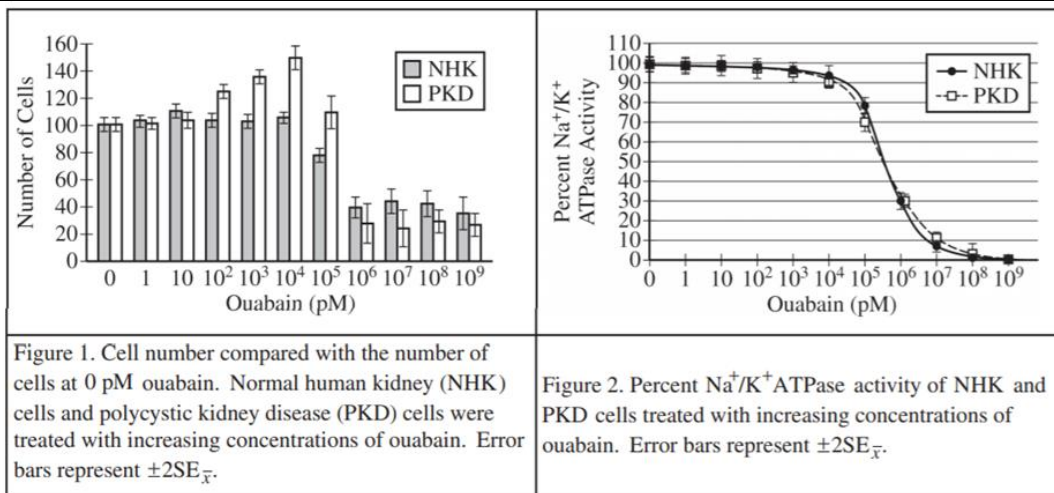 160
140
120
100
80
60
40
20
0
Number of Cells
NHK
PKD
0 1 10 10² 10³ 10⁴ 10⁵ 10⁶ 10⁷ 10⁸ 10⁹
Ouabain (pM)
110
100
90
80
70
60
50
40
30
20
10
0
Percent Na⁺/K⁺
ATPase Activity
NHK
PKD
0 1 10 10² 10³ 10⁴ 10⁵ 10⁶ 10⁷ 10⁸ 10⁹
Ouabain (pM)
Figure 1. Cell number compared with the number of
cells at 0 pM ouabain. Normal human kidney (NHK)
cells and polycystic kidney disease (PKD) cells were
treated with increasing concentrations of ouabain. Error
bars represent ±2SEx̄.
Figure 2. Percent Na⁺/K⁺ATPase activity of NHK and
PKD cells treated with increasing concentrations of
ouabain. Error bars represent ±2SEx̄.